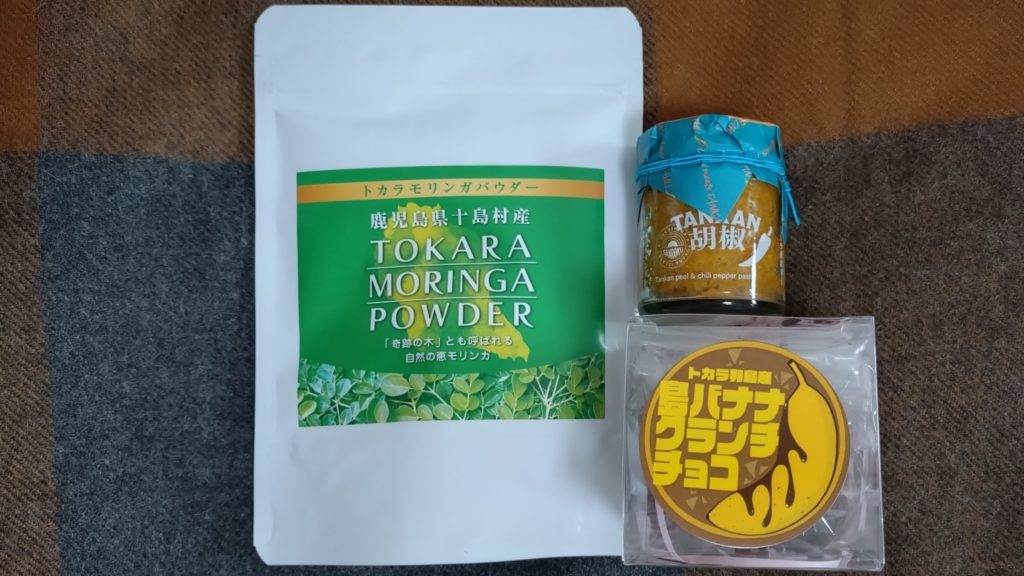 トカラモリンガパウダー
鹿児島県十島村産
TOKARA
MORINGA
POWDER
「奇跡の木」とも呼ばれる
自然の恵モリンガ
TANKAN
胡椒
Tankan peel & chili pepper paste
トカラ列島産
島バナナ
クランチ
チョコ